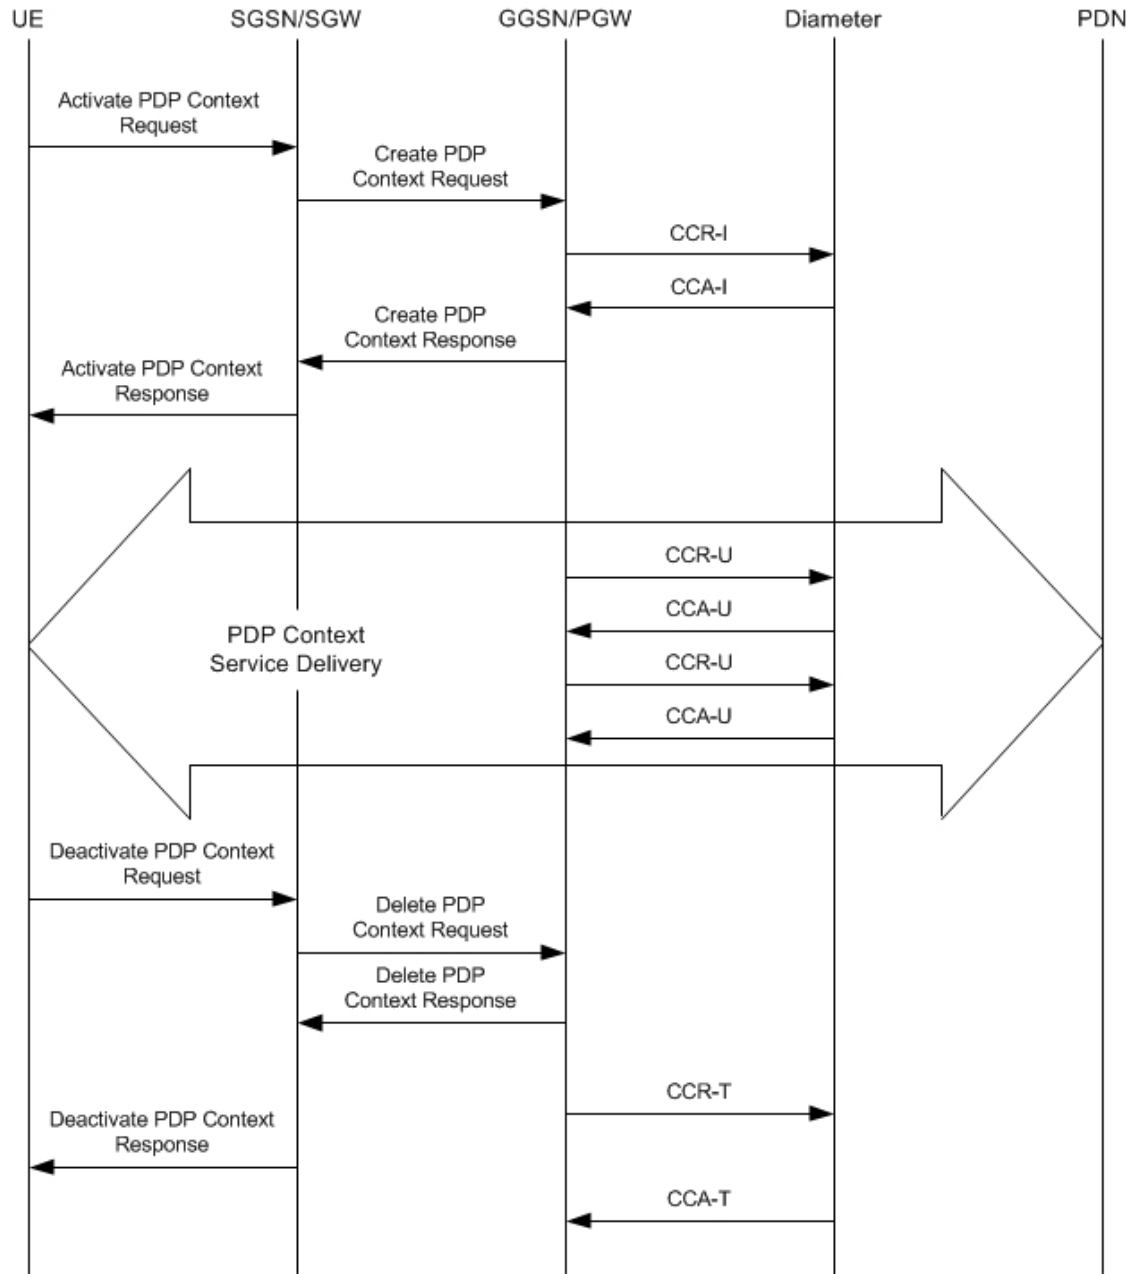 UE SGSN/SGW GGSN/PGW Diameter PDN
Activate PDP Context
Request
Create PDP
Context Request
CCR-I
CCA-I
Create PDP
Context Response
Activate PDP Context
Response
CCR-U
CCA-U
PDP Context
Service Delivery
CCR-U
CCA-U
Deactivate PDP Context
Request
Delete PDP
Context Request
Delete PDP
Context Response
CCR-T
Deactivate PDP Context
Response
CCA-T